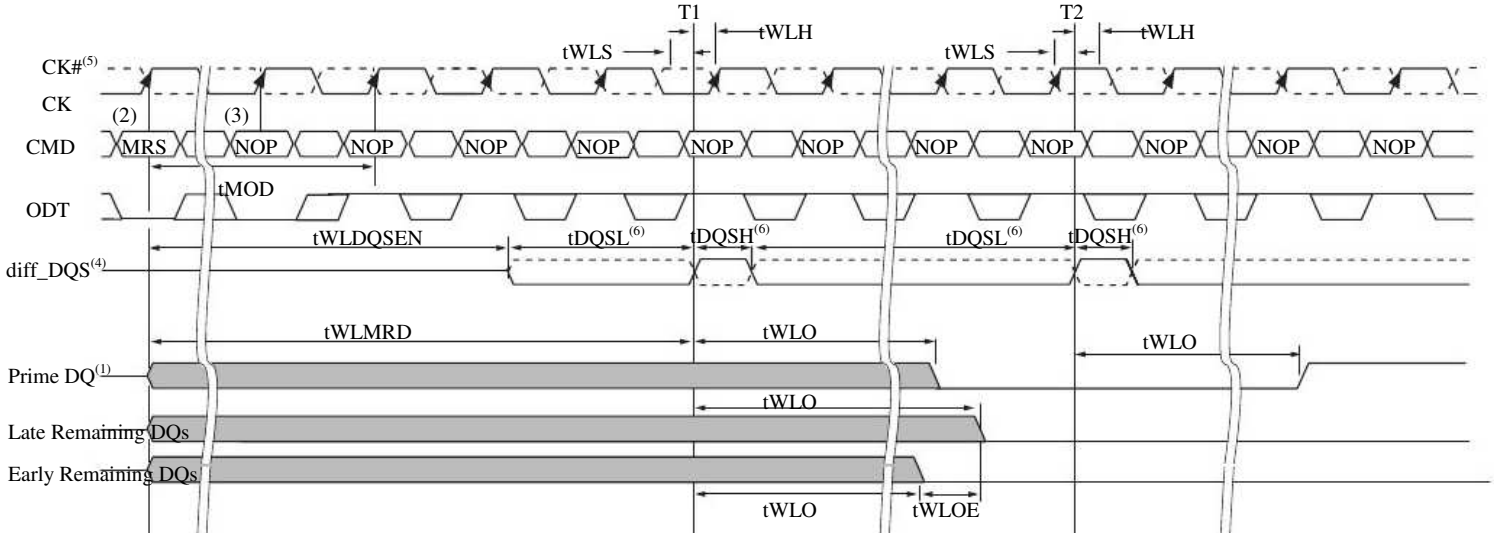 T1 T2
tWLH tWLH
tWLS tWLS
CK#(5)
CK
(2) (3)
CMD MRS NOP NOP NOP NOP NOP NOP NOP NOP NOP NOP NOP
tMOD
ODT
tWLDQSEN tDQSL(6) tDQSH(6) tDQSL(6) tDQSH(6)
diff_DQS(4)
tWLMRD tWLO tWLO
Prime DQ(1)
tWLO
Late Remaining DQs
Early Remaining DQs
tWLO tWLOE